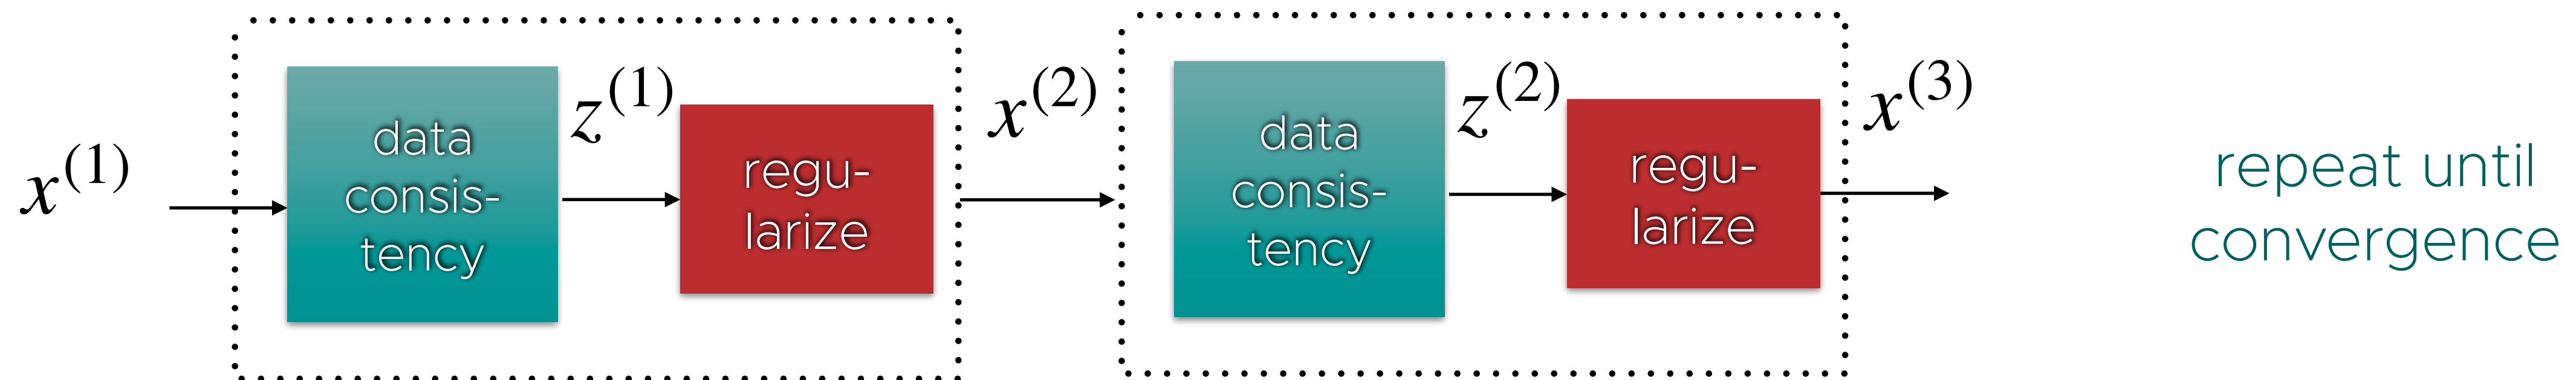 x^(1)
data
consis-
tency
z^(1)
regu-
larize
x^(2)
data
consis-
tency
z^(2)
regu-
larize
x^(3)
repeat until
convergence